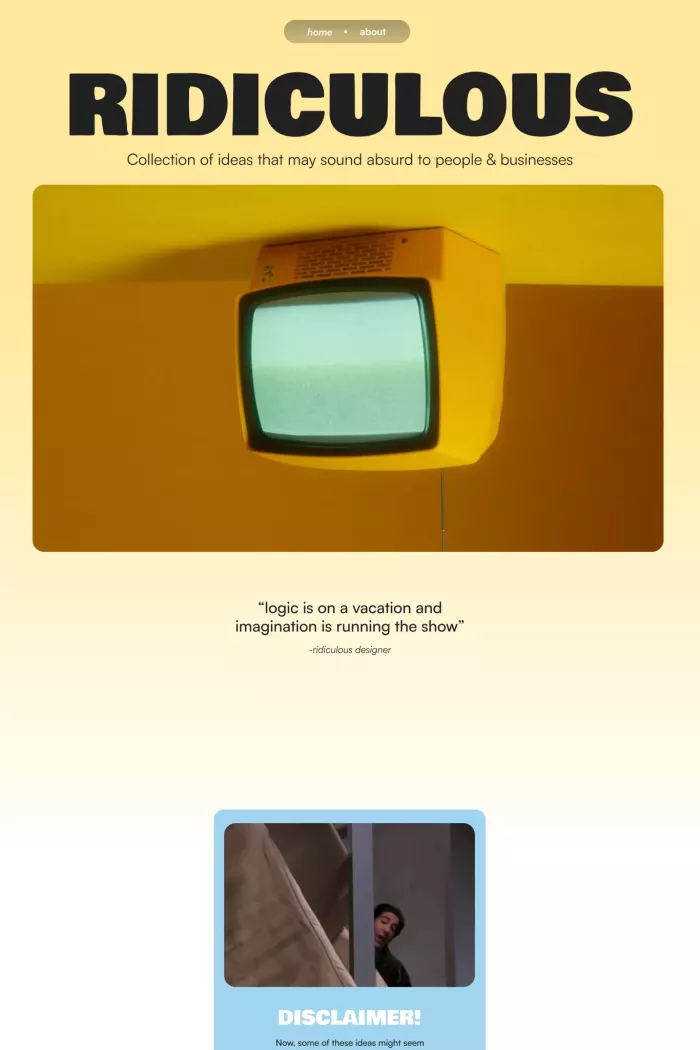 home • about
RIDICULOUS
Collection of ideas that may sound absurd to people & businesses
“logic is on a vacation and
imagination is running the show”
-ridiculous designer
DISCLAIMER!
Now, some of these ideas might seem